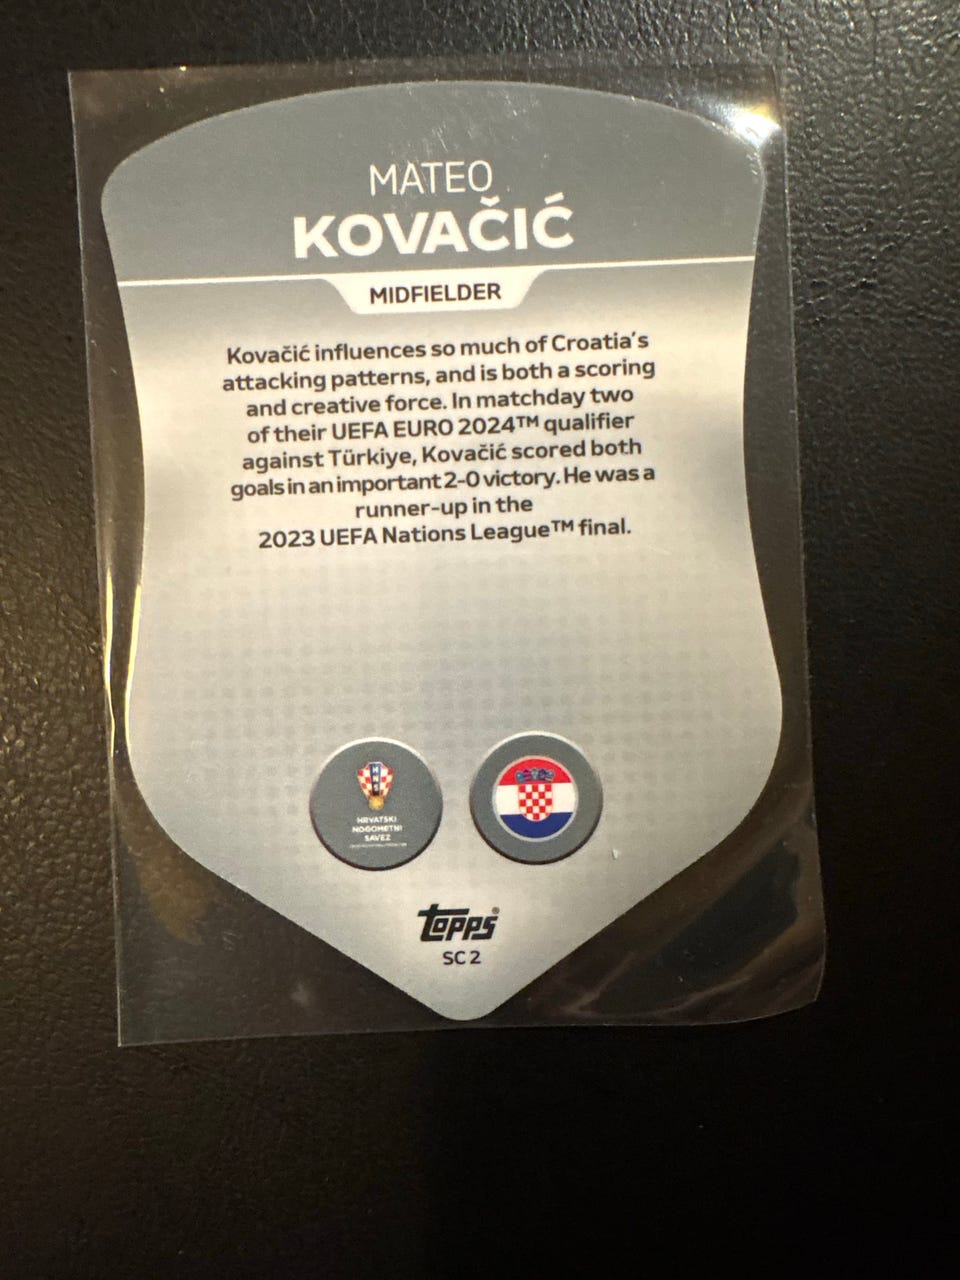 MATEO
KOVAČIĆ
MIDFIELDER
Kovačić influences so much of Croatia's
attacking patterns, and is both a scoring
and creative force. In matchday two
of their UEFA EURO 2024™ qualifier
against Türkiye, Kovačić scored both
goals in an important 2-0 victory. He was a
runner-up in the
2023 UEFA Nations League™ final.
HNS
HRVATSKI
NOGOMETNI
SAVEZ
topps®
SC 2